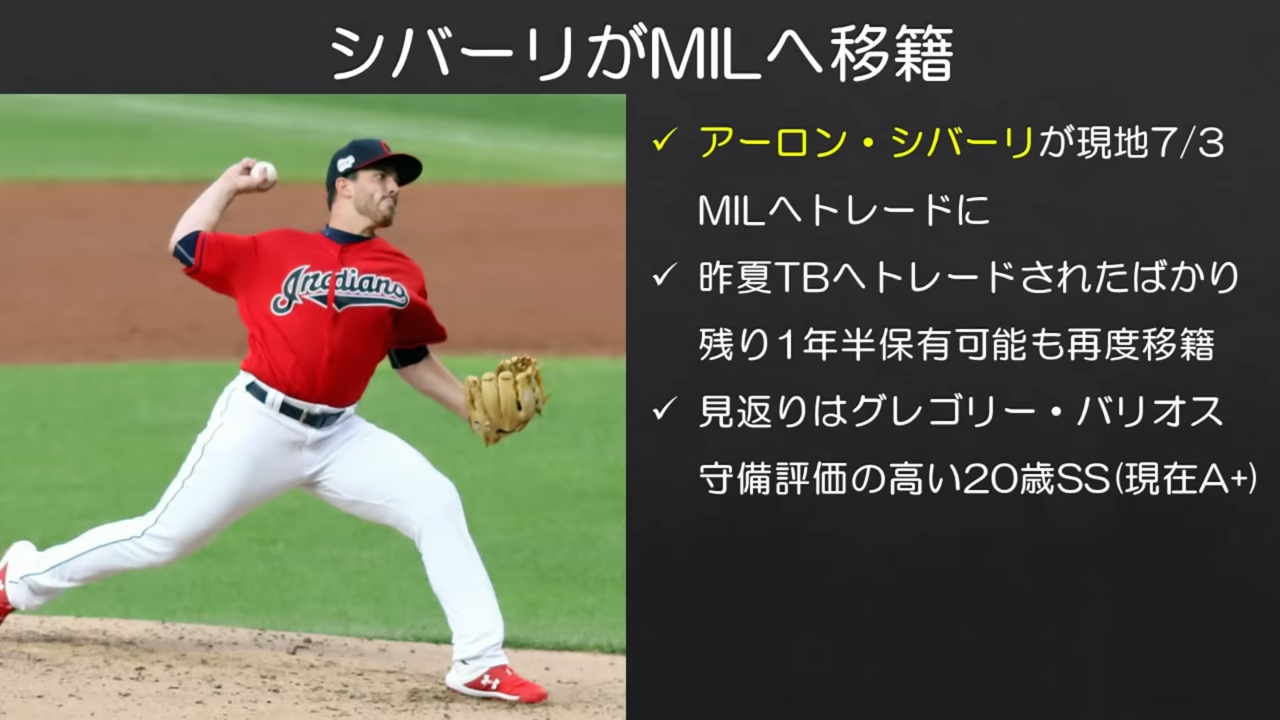 シバーリがMILへ移籍
✓ アーロン・シバーリが現地7/3
MILへトレードに
✓ 昨夏TBへトレードされたばかり
残り1年半保有可能も再度移籍
✓ 見返りはグレゴリー・バリオス
守備評価の高い20歳SS(現在A+)
Indians